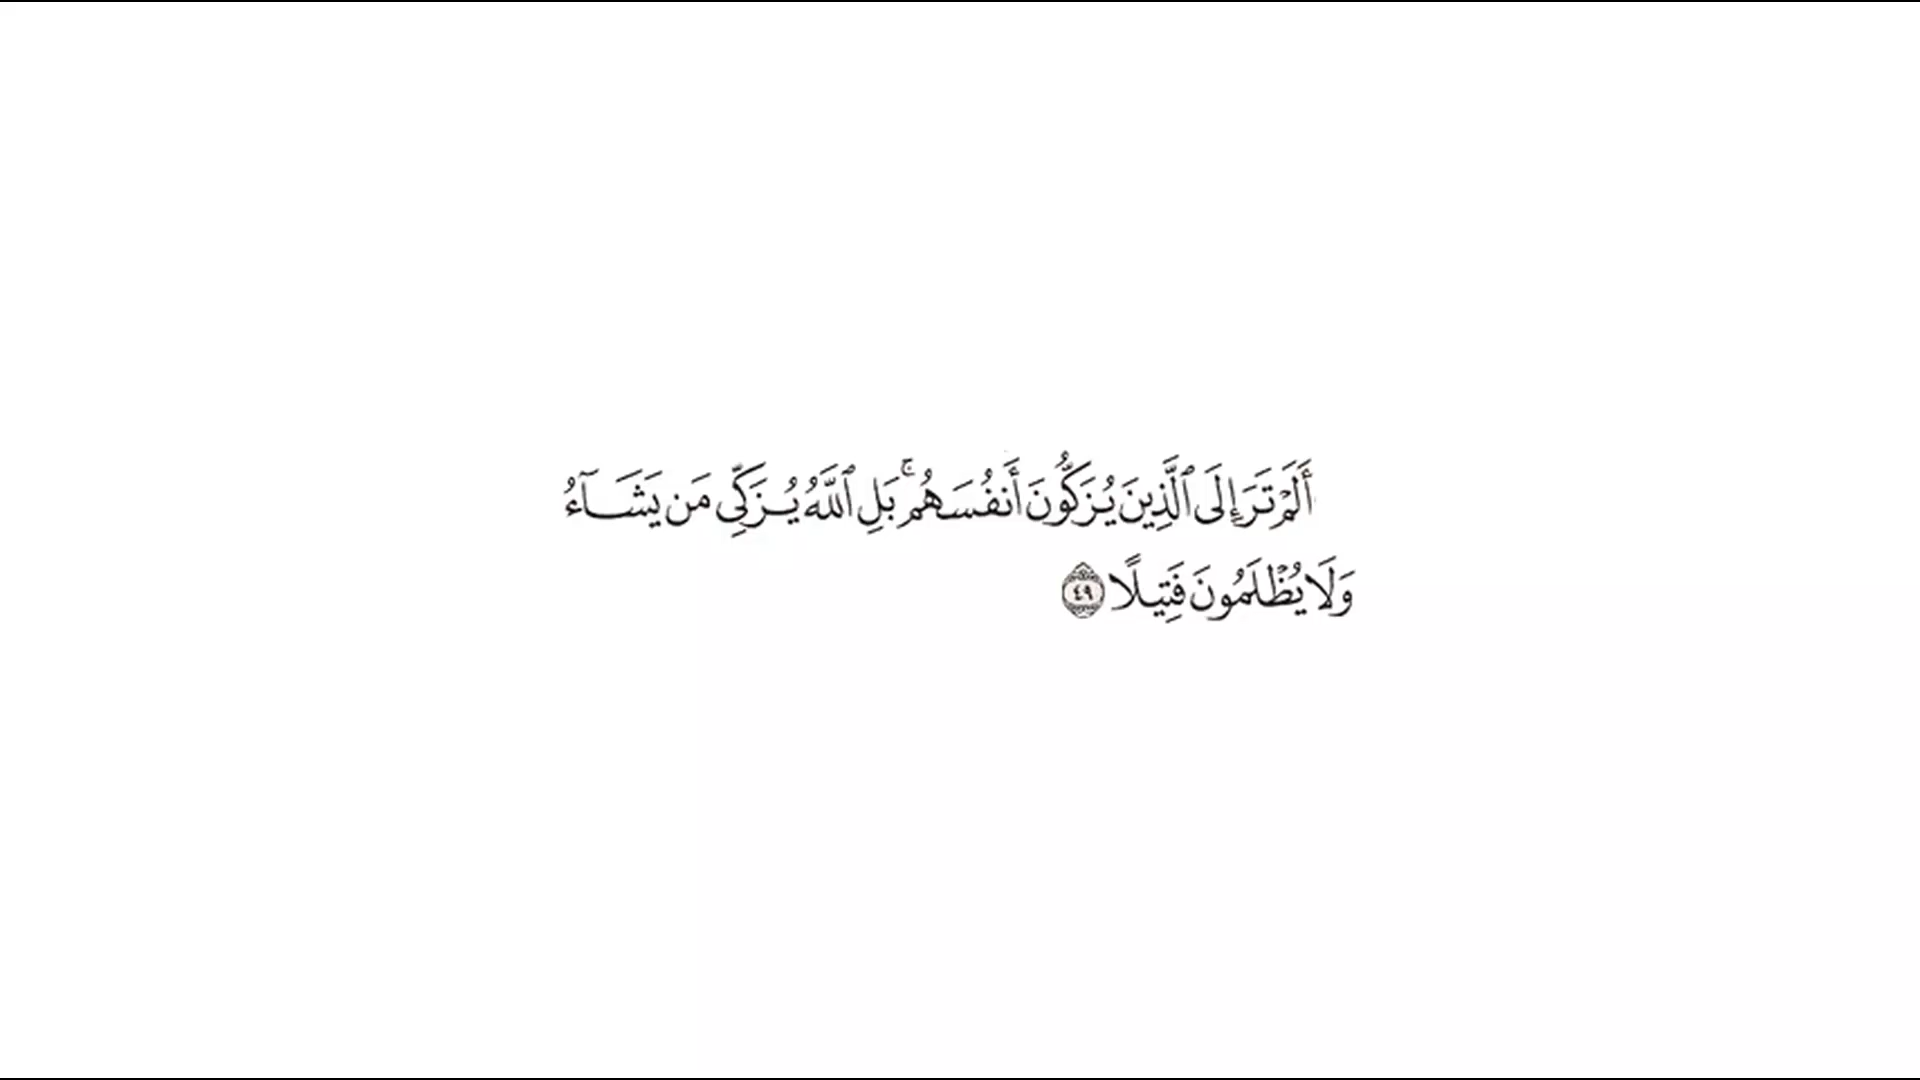 أَلَمْ تَرَ إِلَى ٱلَّذِينَ يُزَكُّونَ أَنفُسَهُمۚ بَلِ ٱللَّهُ يُزَكِّى مَن يَشَآءُ
وَلَا يُظْلَمُونَ فَتِيلًا ٤٩